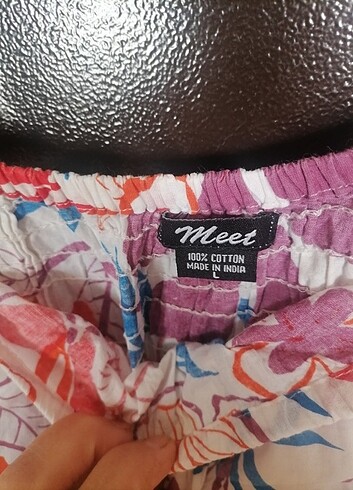 Meet
100% COTTON
MADE IN INDIA
L